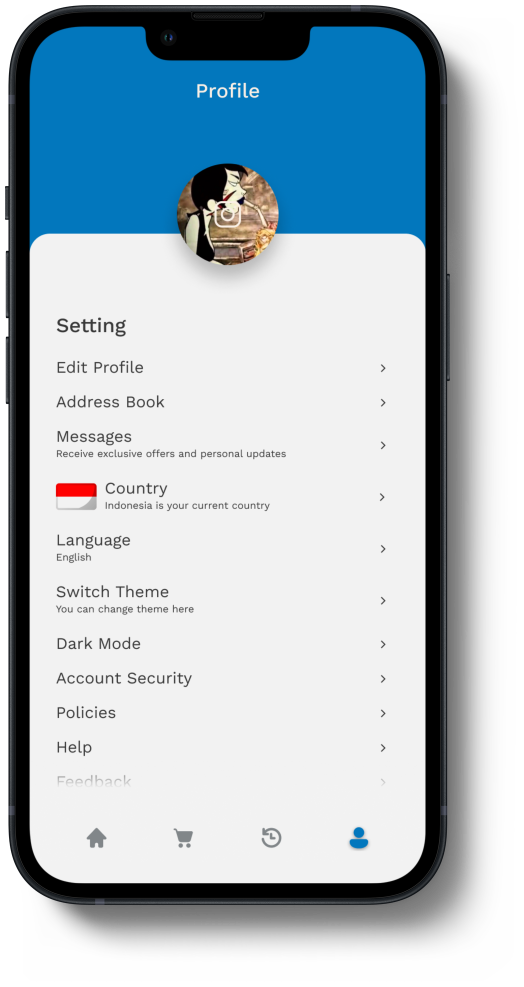 Profile
Setting
Edit Profile
Address Book
Messages
Receive exclusive offers and personal updates
Country
Indonesia is your current country
Language
English
Switch Theme
You can change theme here
Dark Mode
Account Security
Policies
Help
Feedback